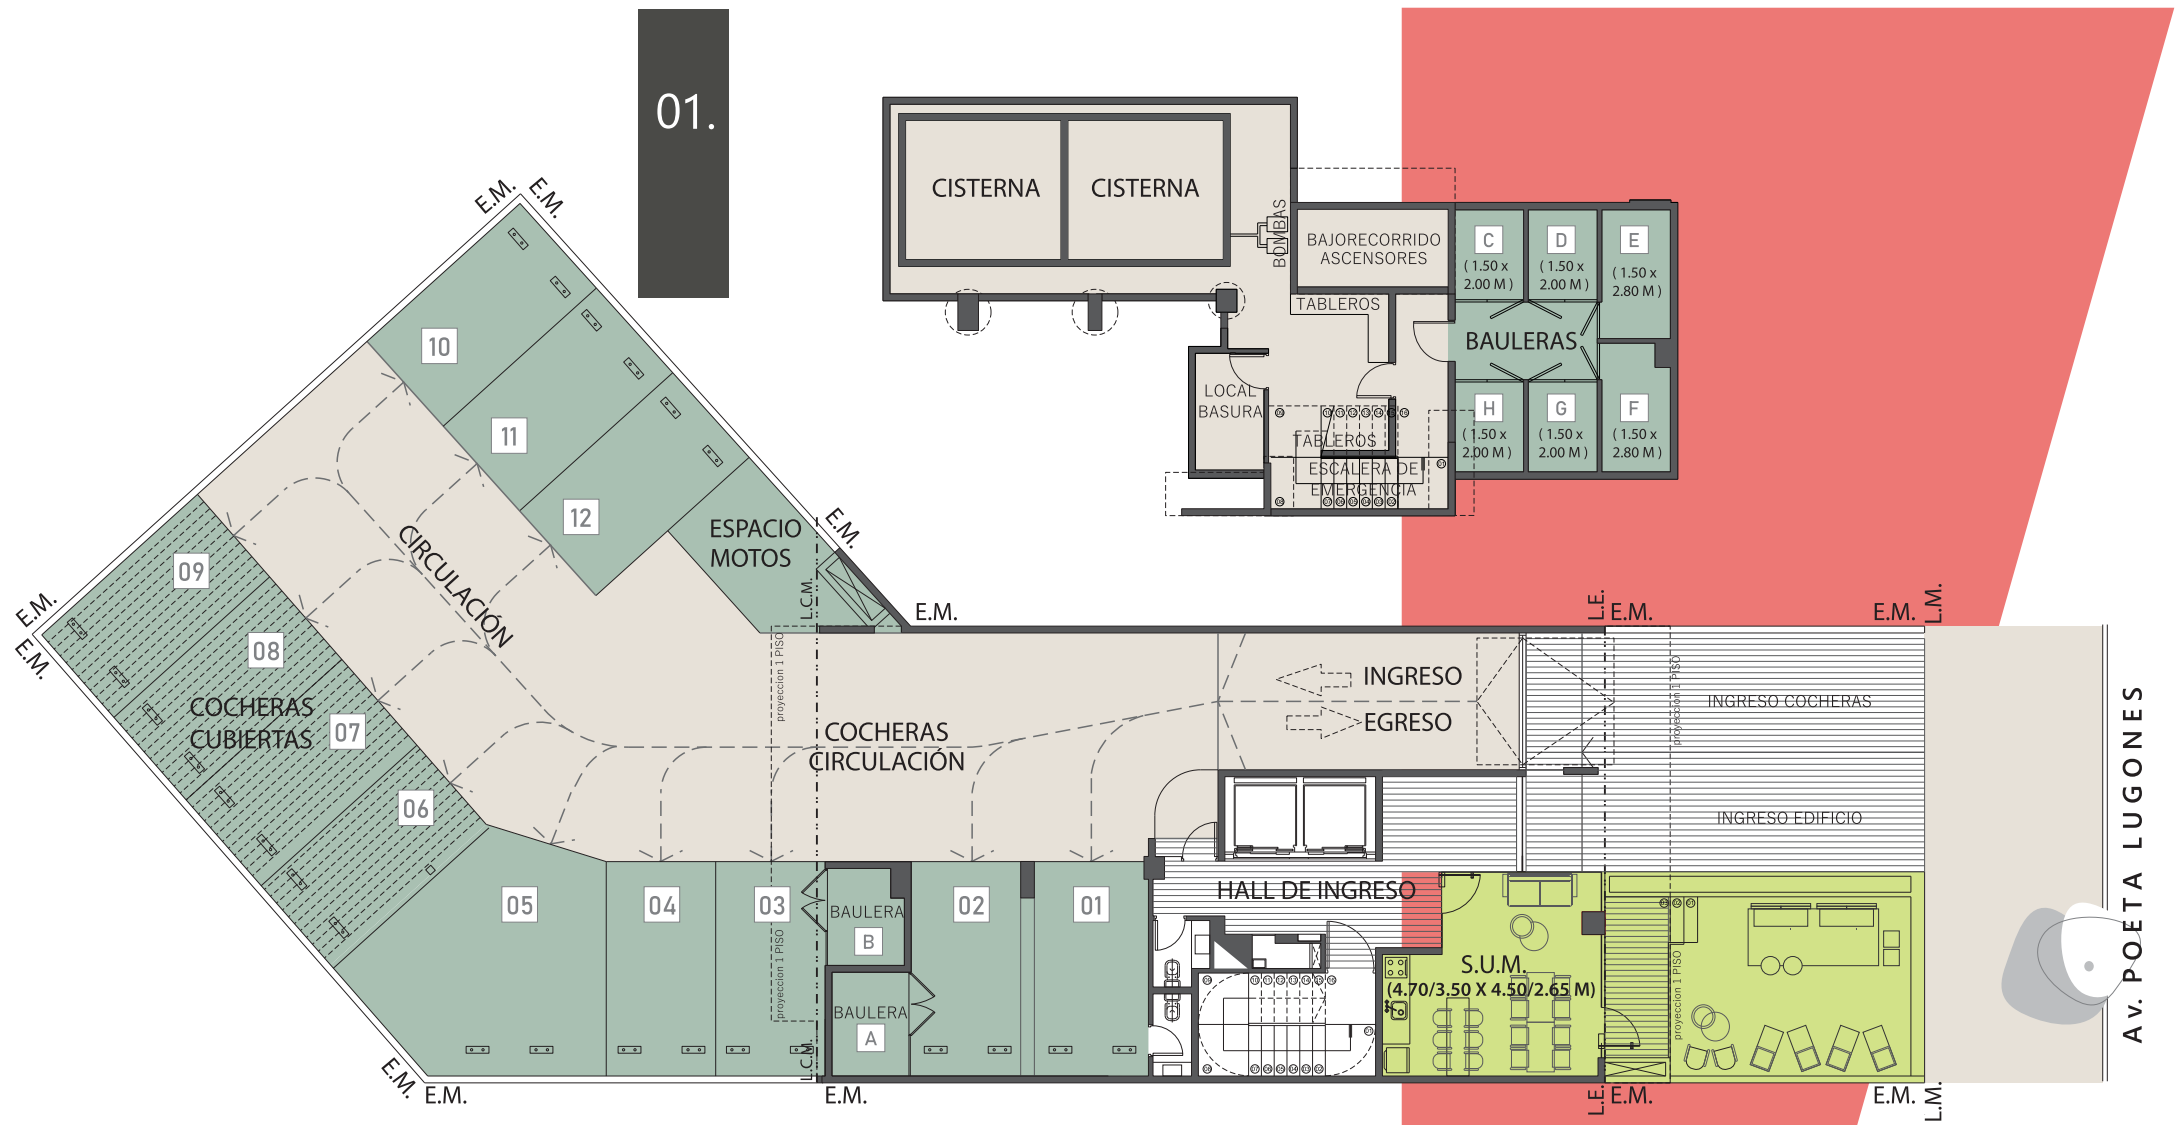 01.
E.M. E.M.
CISTERNA CISTERNA
BOMBAS
BAJORECORRIDO
ASCENSORES
TABLEROS
C
( 1.50 x
2.00 M )
D
( 1.50 x
2.00 M )
E
( 1.50 x
2.80 M )
BAULERAS
LOCAL
BASURA
TABLEROS
ESCALERA DE
EMERGENCIA
H
( 1.50 x
2.00 M )
G
( 1.50 x
2.00 M )
F
( 1.50 x
2.80 M )
10
11
12
ESPACIO
MOTOS
E.M.
L.C.M.
E.M.
L.E.
E.M.
E.M.
L.M.
CIRCULACIÓN
09
08
07
06
COCHERAS
CUBIERTAS
E.M.
E.M.
proyeccion 1 PISO
COCHERAS
CIRCULACIÓN
INGRESO
EGRESO
proyeccion 1 PISO
INGRESO COCHERAS
INGRESO EDIFICIO
Av. POETA LUGONES
HALL DE INGRESO
05
04
03
BAULERA
B
02
01
BAULERA
A
proyeccion 1 PISO
L.C.M.
S.U.M.
(4.70/3.50 X 4.50/2.65 M)
proyeccion 1 PISO
E.M.
E.M.
E.M.
L.E.
E.M.
E.M.
L.M.